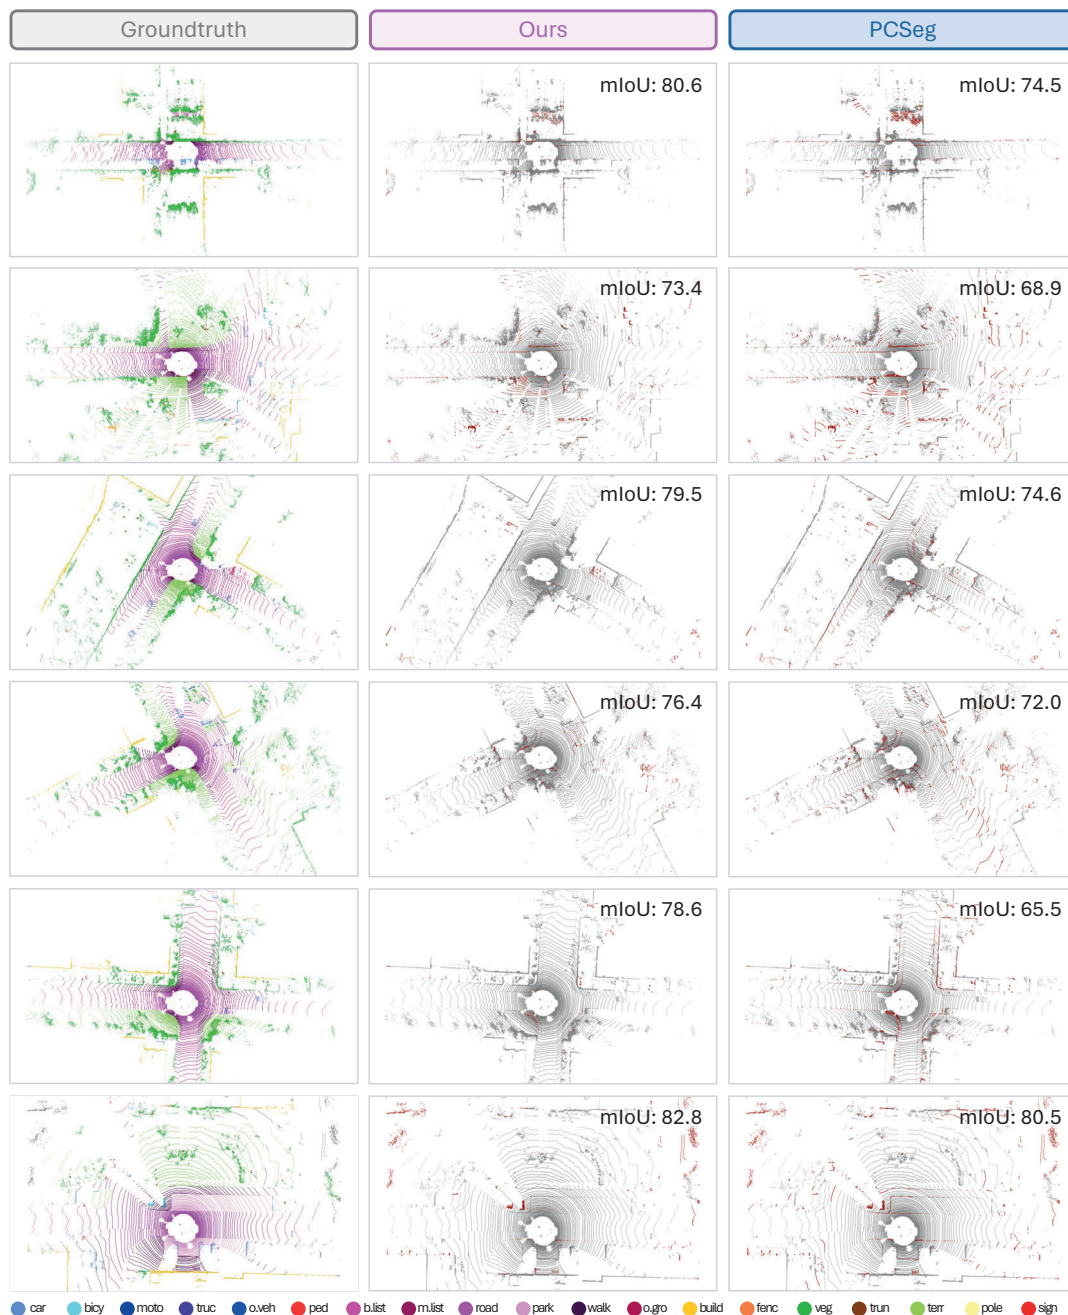 Groundtruth Ours PCSeg
mIoU: 80.6 mIoU: 74.5
mIoU: 73.4 mIoU: 68.9
mIoU: 79.5 mIoU: 74.6
mIoU: 76.4 mIoU: 72.0
mIoU: 78.6 mIoU: 65.5
mIoU: 82.8 mIoU: 80.5
car bicy moto truc o.veh ped b.list m.list road park walk o.gro build fenc veg trun terr pole sign